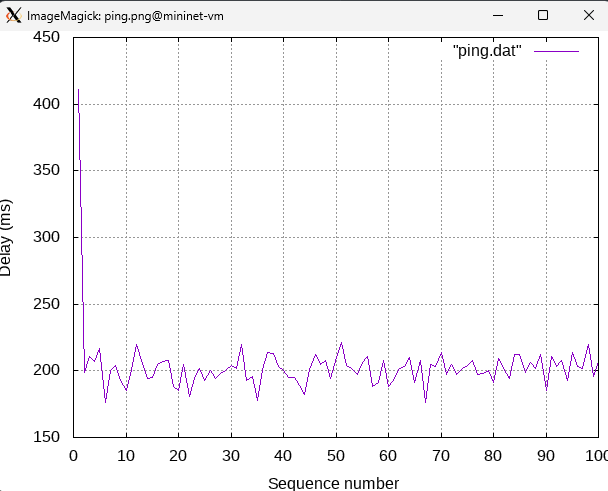 ImageMagick: ping.png@mininet-vm
450
"ping.dat"
400
350
300
250
200
150
Delay (ms)
0 10 20 30 40 50 60 70 80 90 100
Sequence number